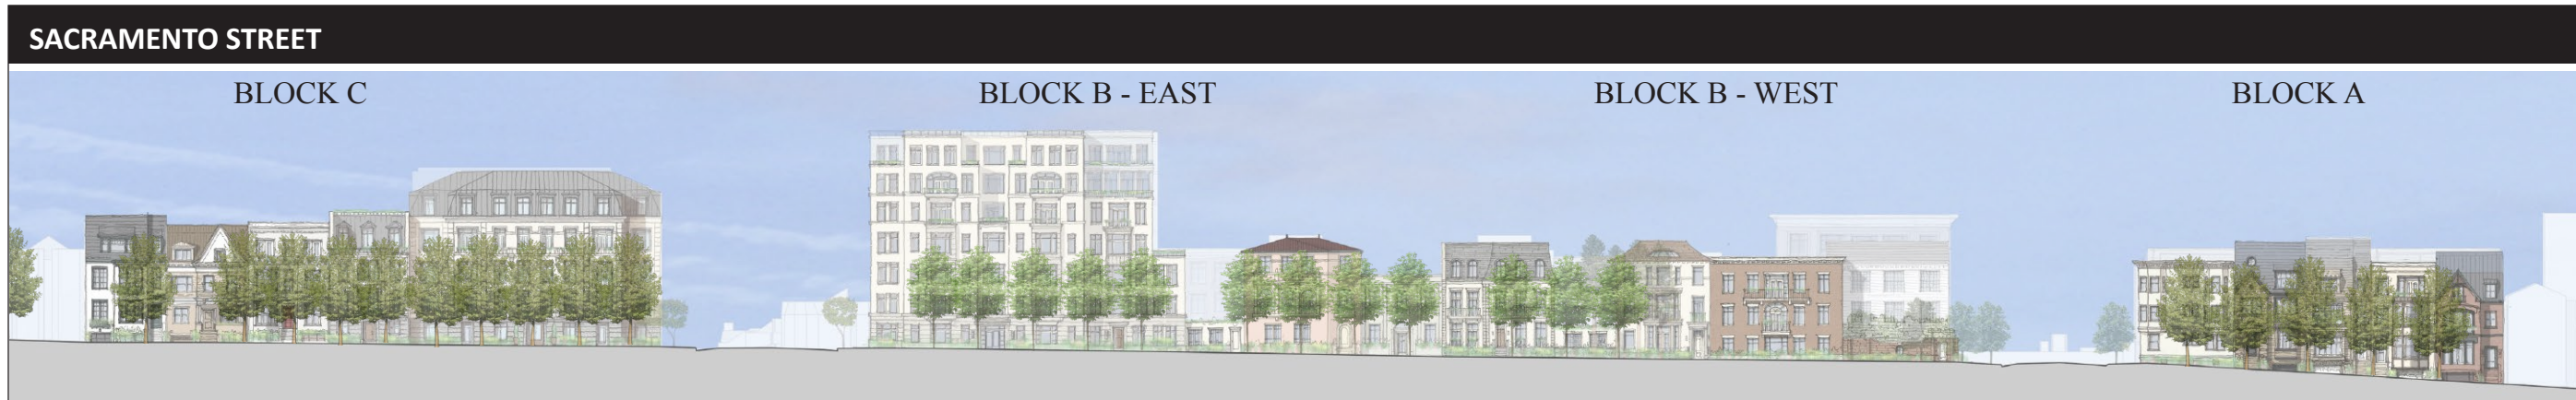 SACRAMENTO STREET
BLOCK C
BLOCK B - EAST
BLOCK B - WEST
BLOCK A